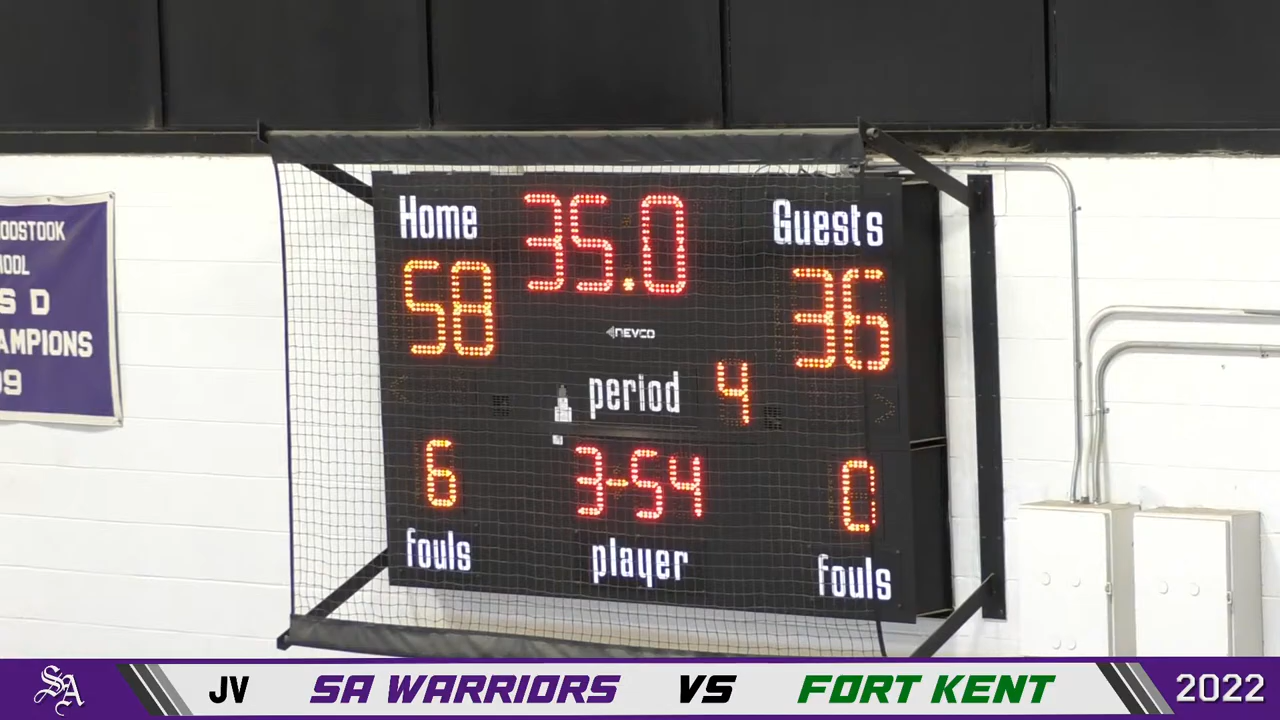 OOSTOOK
OOL
S D
AMPIONS
9
Home
35.0
Guests
58
36
NEVCO
period
4
6
3-54
0
fouls
player
fouls
SA
JV
SA WARRIORS
VS
FORT KENT
2022